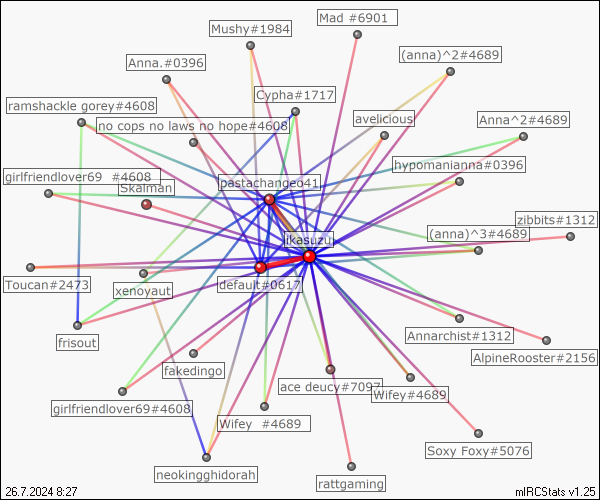 Mad #6901
Mushy#1984
(anna)^2#4689
Anna.#0396
Cypha#1717
ramshackle gorey#4608
avelicious
Anna^2#4689
no cops no laws no hope#4608
hypomanianna#0396
girlfriendlover69 #4608
Skalman
pastachange041
zibbits#1312
(anna)^3#4689
jikasuzu
Toucan#2473
xenoyaut
default#0617
Annarchist#1312
frisout
AlpineRooster#2156
fakedingo
ace deucy#7097
Wifey#4689
girlfriendlover69#4608
Wifey #4689
Soxy Foxy#5076
neokingghidorah
rattgaming
26.7.2024 8:27
mIRCStats v1.25